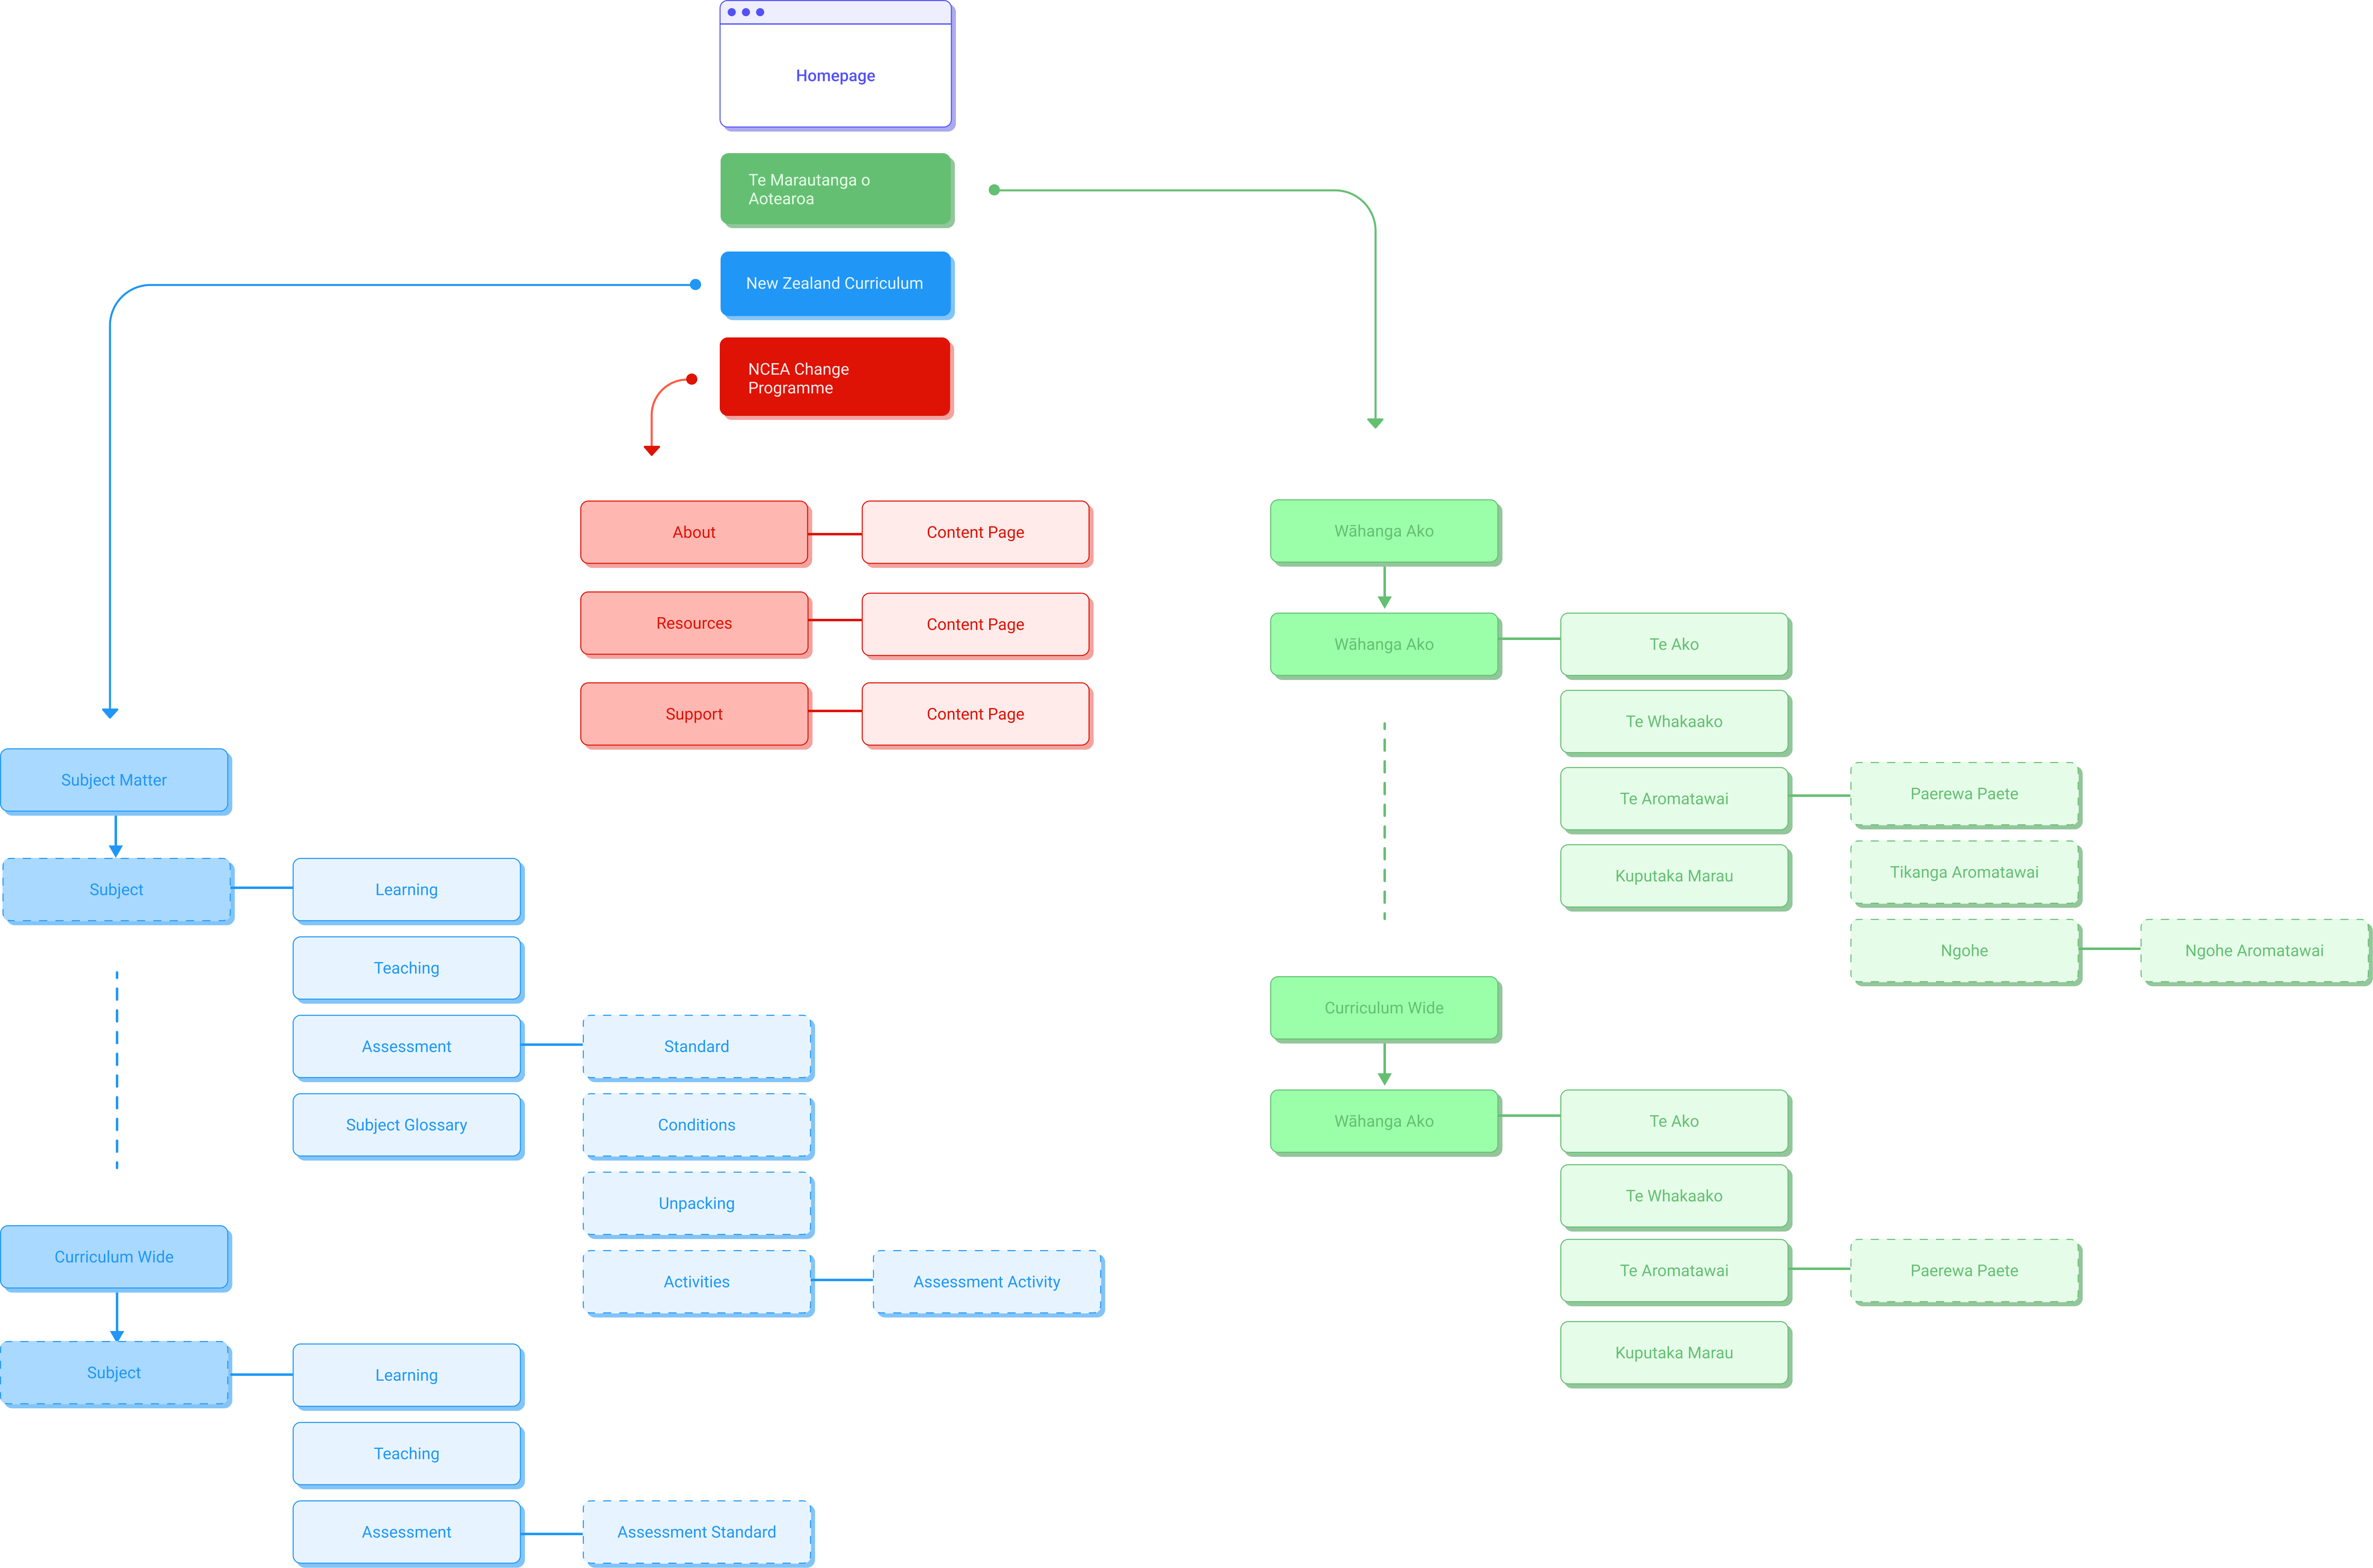 Homepage
Te Marautanga o
Aotearoa
New Zealand Curriculum
NCEA Change
Programme
About
Content Page
Resources
Content Page
Support
Content Page
Subject Matter
Subject
Learning
Teaching
Assessment
Subject Glossary
Standard
Conditions
Unpacking
Activities
Assessment Activity
Curriculum Wide
Subject
Learning
Teaching
Assessment
Assessment Standard
Wāhanga Ako
Wāhanga Ako
Te Ako
Te Whakaako
Te Aromatawai
Kuputaka Marau
Paerewa Paete
Tikanga Aromatawai
Ngohe
Ngohe Aromatawai
Curriculum Wide
Wāhanga Ako
Te Ako
Te Whakaako
Te Aromatawai
Paerewa Paete
Kuputaka Marau